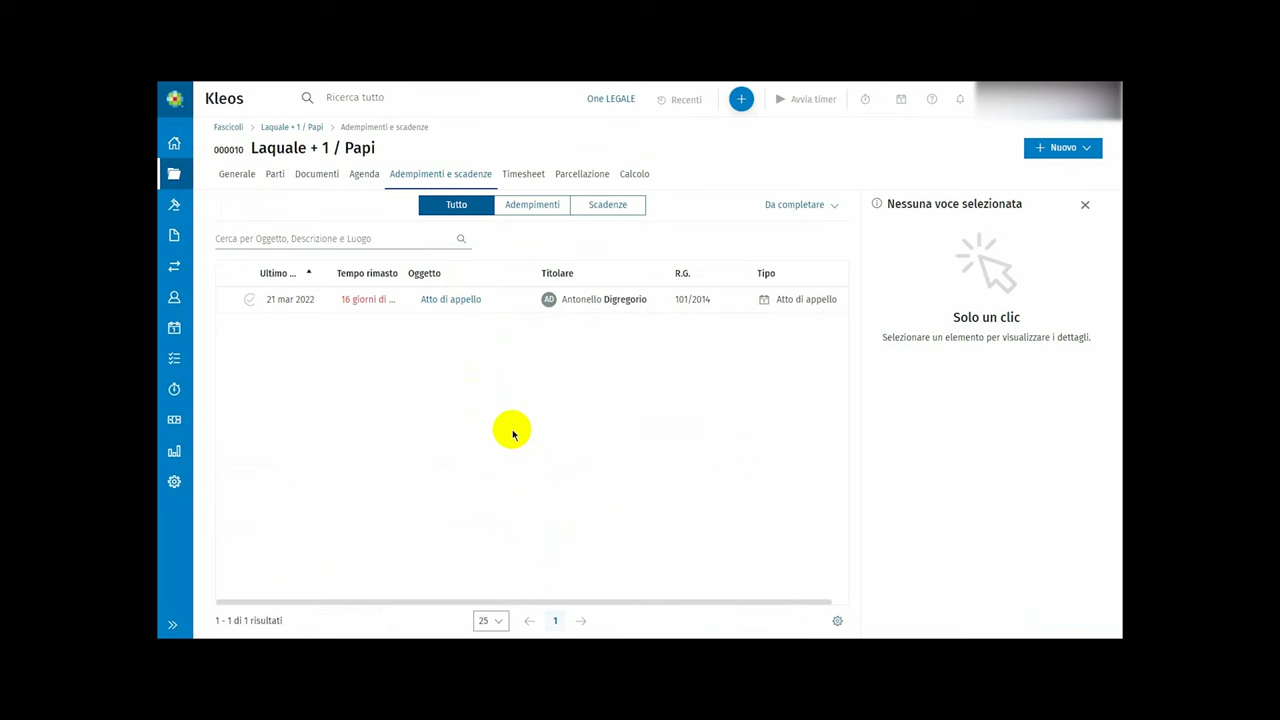 Kleos
Ricerca tutto
One LEGALE
Recenti
Avvia timer
Fascicoli > Laquale + 1 / Papi > Adempimenti e scadenze
000010 Laquale + 1 / Papi
+ Nuovo
Generale Parti Documenti Agenda Adempimenti e scadenze Timesheet Parcellazione Calcolo
Tutto Adempimenti Scadenze
Da completare
Nessuna voce selezionata
Cerca per Oggetto, Descrizione e Luogo
Ultimo ... Tempo rimasto Oggetto Titolare R.G. Tipo
21 mar 2022 16 giorni di ... Atto di appello AD Antonello Digregorio 101/2014 Atto di appello
Solo un clic
Selezionare un elemento per visualizzare i dettagli.
1 - 1 di 1 risultati
25
1